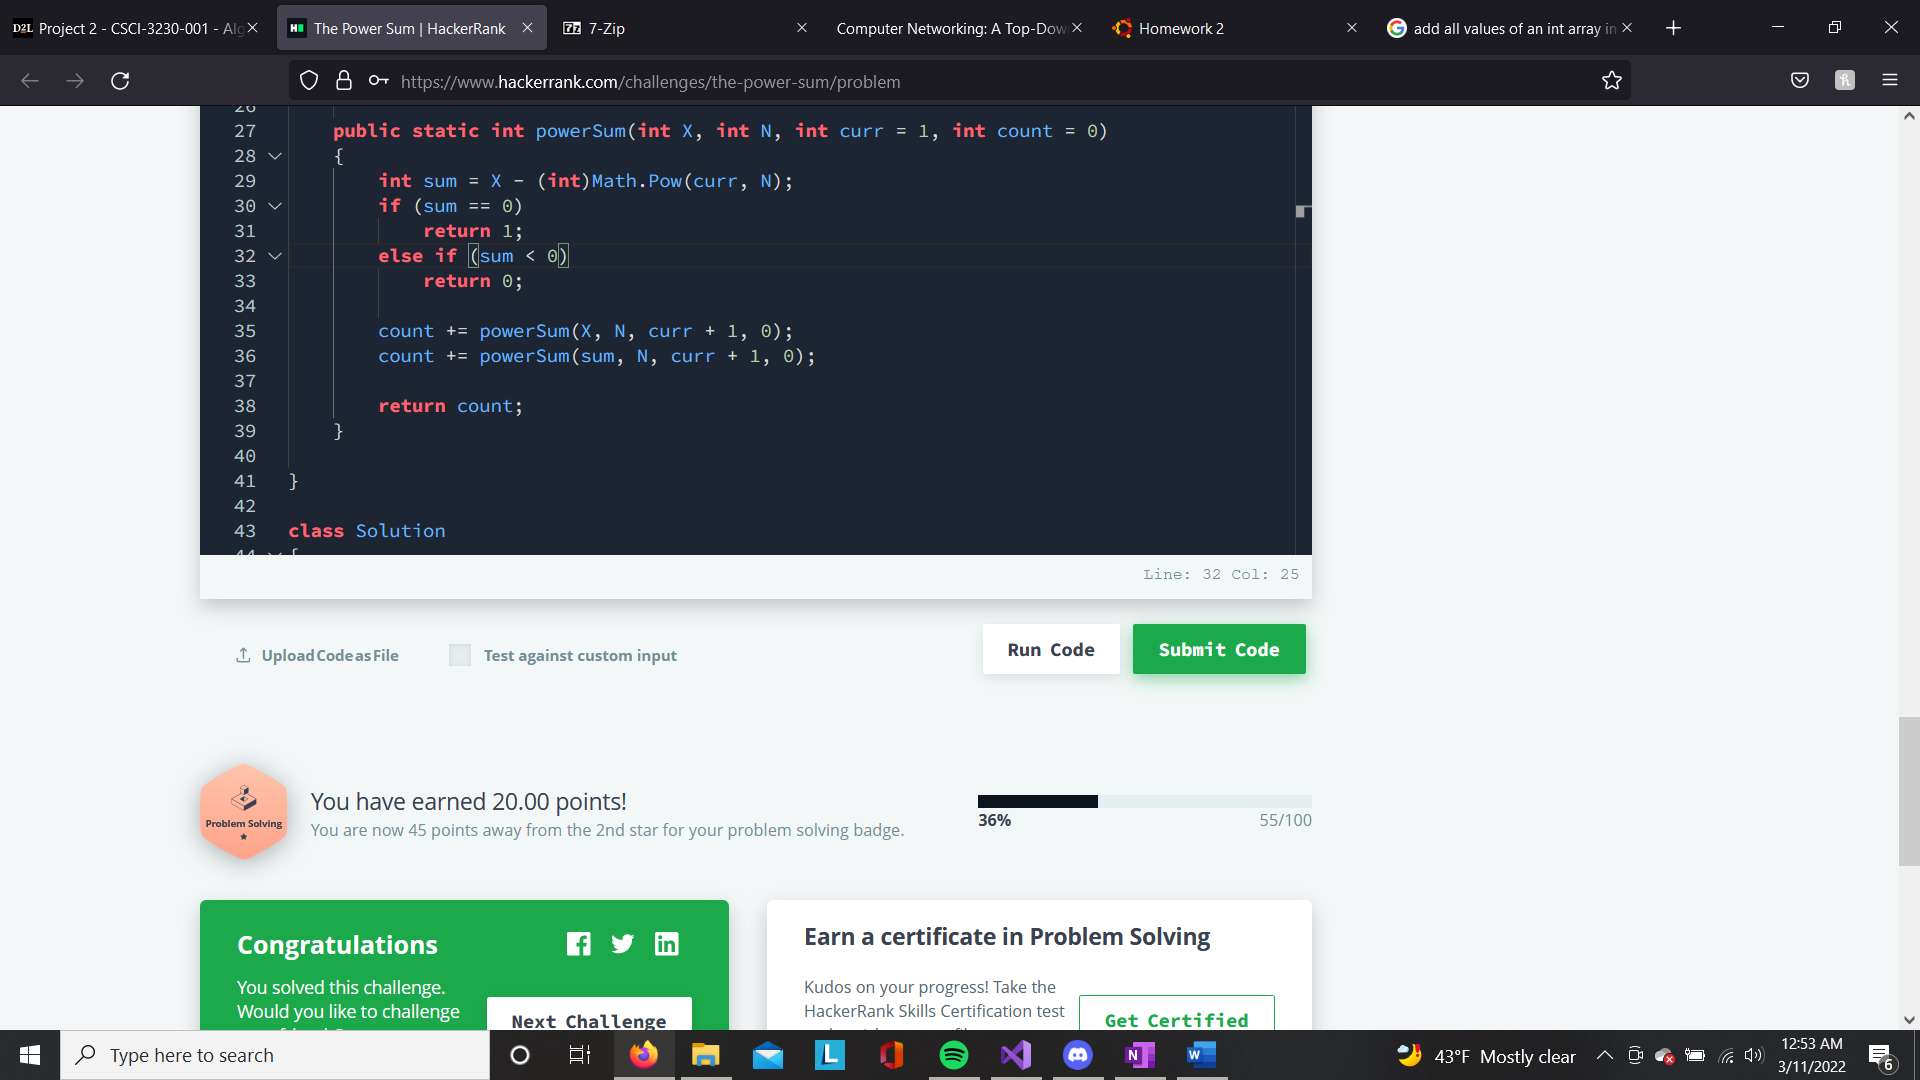 D2L Project 2 - CSCI-3230-001 - Alg
The Power Sum | HackerRank
7-Zip
Computer Networking: A Top-Dow
Homework 2
add all values of an int array in
https://www.hackerrank.com/challenges/the-power-sum/problem
26
27 public static int powerSum(int X, int N, int curr = 1, int count = 0)
28 {
29 int sum = X - (int)Math.Pow(curr, N);
30 if (sum == 0)
31 return 1;
32 else if (sum < 0)
33 return 0;
34
35 count += powerSum(X, N, curr + 1, 0);
36 count += powerSum(sum, N, curr + 1, 0);
37
38 return count;
39 }
40
41 }
42
43 class Solution
44 {
Line: 32 Col: 25
Upload Code as File
Test against custom input
Run Code
Submit Code
Problem Solving
You have earned 20.00 points!
You are now 45 points away from the 2nd star for your problem solving badge.
36% 55/100
Congratulations
You solved this challenge.
Would you like to challenge
Next Challenge
Earn a certificate in Problem Solving
Kudos on your progress! Take the
HackerRank Skills Certification test
Get Certified
Type here to search
43°F Mostly clear
12:53 AM
3/11/2022
6